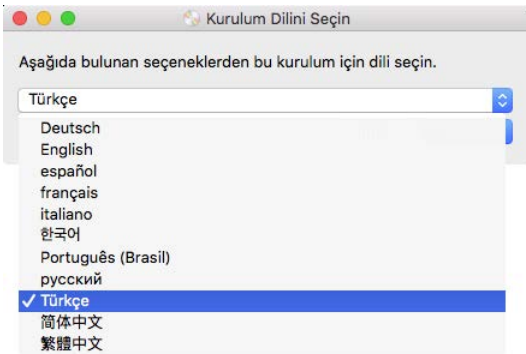 Kurulum Dilini Seçin
Aşağıda bulunan seçeneklerden bu kurulum için dili seçin.
Türkçe
Deutsch
English
español
français
italiano
한국어
Português (Brasil)
русский
✓ Türkçe
简体中文
繁體中文